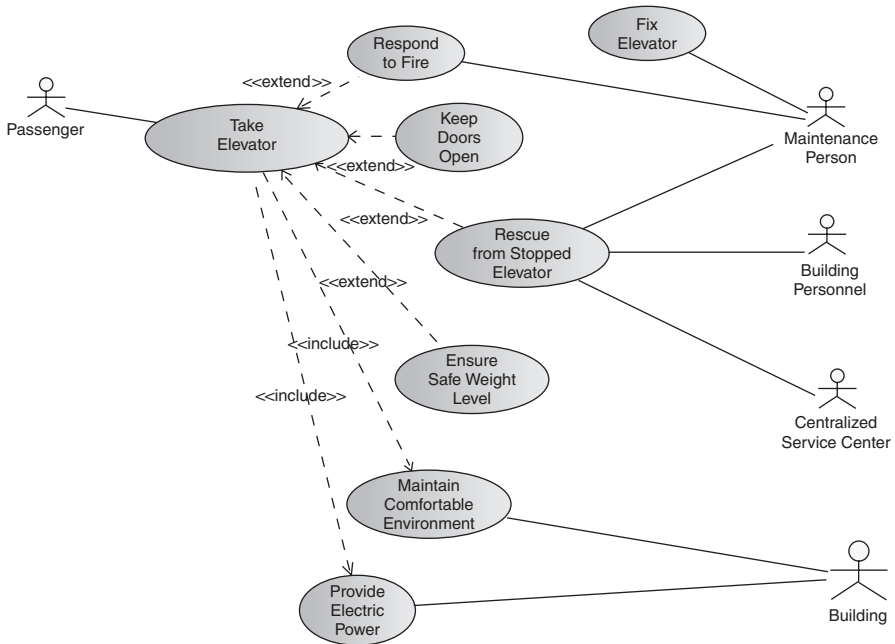 Respond
to Fire
Fix
Elevator
<<extend>>
Passenger
Take
Elevator
Keep
Doors
Open
Maintenance
Person
<<extend>>
<<extend>>
Rescue
from Stopped
Elevator
Building
Personnel
<<extend>>
<<include>>
Ensure
Safe Weight
Level
<<include>>
Centralized
Service Center
Maintain
Comfortable
Environment
Provide
Electric
Power
Building